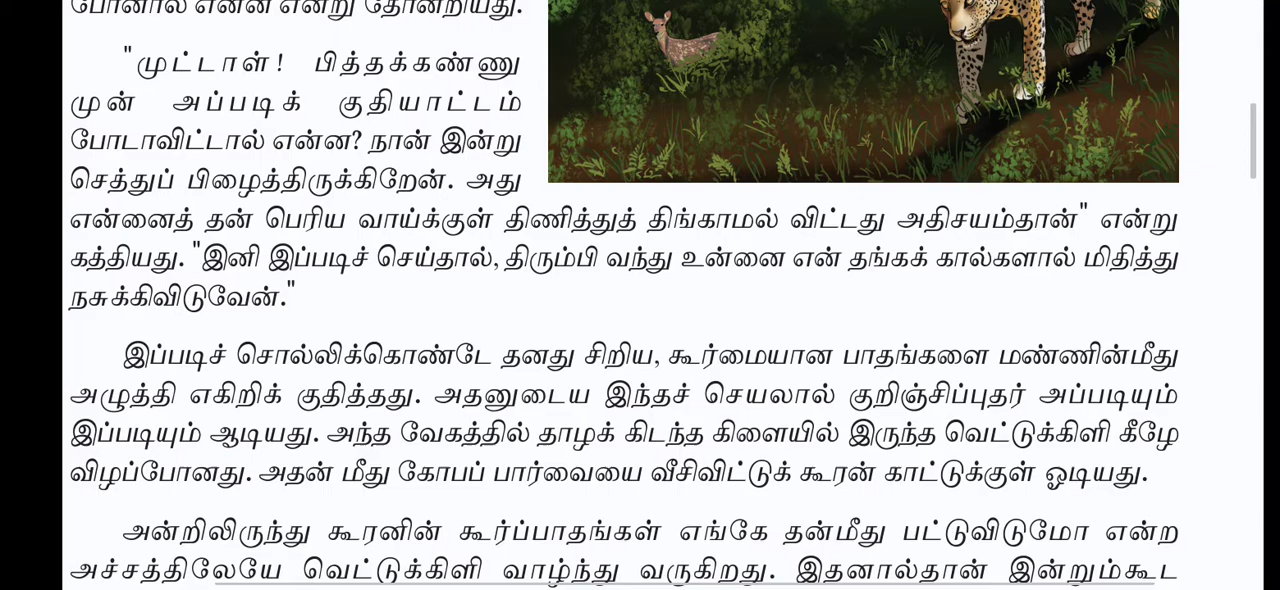 போனால் என்ன என்று தோன்றியது.
"முட்டாள்! பித்தக்கண்ணு
முன் அப்படிக் குதியாட்டம்
போடாவிட்டால் என்ன? நான் இன்று
செத்துப் பிழைத்திருக்கிறேன். அது
என்னைத் தன் பெரிய வாய்க்குள் திணித்துத் திங்காமல் விட்டது அதிசயம்தான்" என்று
கத்தியது. "இனி இப்படிச் செய்தால், திரும்பி வந்து உன்னை என் தங்கக் கால்களால் மிதித்து
நசுக்கிவிடுவேன்."
இப்படிச் சொல்லிக்கொண்டே தனது சிறிய, கூர்மையான பாதங்களை மண்ணின்மீது
அழுத்தி எகிறிக் குதித்தது. அதனுடைய இந்தச் செயலால் குறிஞ்சிப்புதர் அப்படியும்
இப்படியும் ஆடியது. அந்த வேகத்தில் தாழக் கிடந்த கிளையில் இருந்த வெட்டுக்கிளி கீழே
விழப்போனது. அதன் மீது கோபப் பார்வையை வீசிவிட்டுக் கூரன் காட்டுக்குள் ஓடியது.
அன்றிலிருந்து கூரனின் கூர்ப்பாதங்கள் எங்கே தன்மீது பட்டுவிடுமோ என்ற
அச்சத்திலேயே வெட்டுக்கிளி வாழ்ந்து வருகிறது. இதனால்தான் இன்றும்கூட